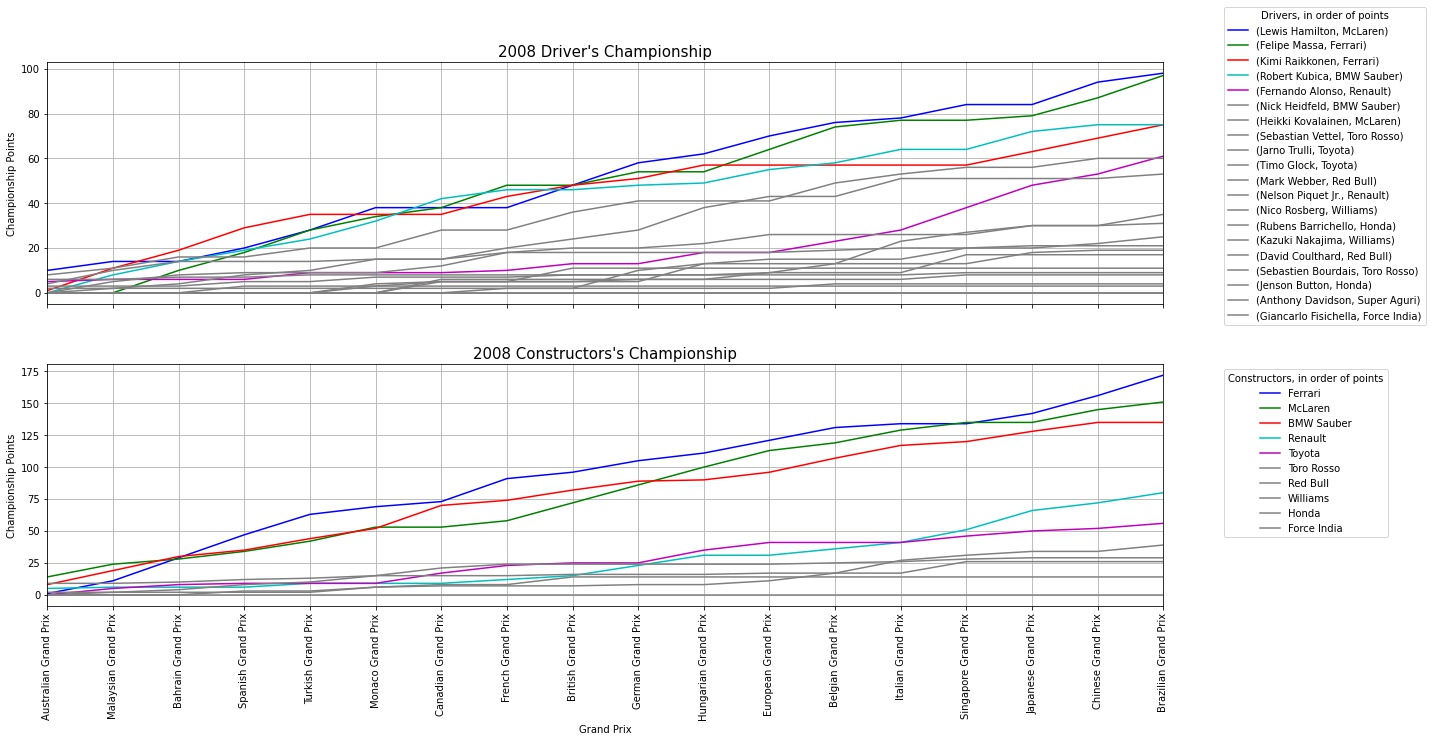 Drivers, in order of points
(Lewis Hamilton, McLaren)
(Felipe Massa, Ferrari)
(Kimi Raikkonen, Ferrari)
(Robert Kubica, BMW Sauber)
(Fernando Alonso, Renault)
(Nick Heidfeld, BMW Sauber)
(Heikki Kovalainen, McLaren)
(Sebastian Vettel, Toro Rosso)
(Jarno Trulli, Toyota)
(Timo Glock, Toyota)
(Mark Webber, Red Bull)
(Nelson Piquet Jr., Renault)
(Nico Rosberg, Williams)
(Rubens Barrichello, Honda)
(Kazuki Nakajima, Williams)
(David Coulthard, Red Bull)
(Sebastien Bourdais, Toro Rosso)
(Jenson Button, Honda)
(Anthony Davidson, Super Aguri)
(Giancarlo Fisichella, Force India)
2008 Driver's Championship
Championship Points
100
80
60
40
20
0
2008 Constructors's Championship
Championship Points
175
150
125
100
75
50
25
0
Constructors, in order of points
Ferrari
McLaren
BMW Sauber
Renault
Toyota
Toro Rosso
Red Bull
Williams
Honda
Force India
Australian Grand Prix
Malaysian Grand Prix
Bahrain Grand Prix
Spanish Grand Prix
Turkish Grand Prix
Monaco Grand Prix
Canadian Grand Prix
French Grand Prix
British Grand Prix
German Grand Prix
Hungarian Grand Prix
European Grand Prix
Belgian Grand Prix
Italian Grand Prix
Singapore Grand Prix
Japanese Grand Prix
Chinese Grand Prix
Brazilian Grand Prix
Grand Prix